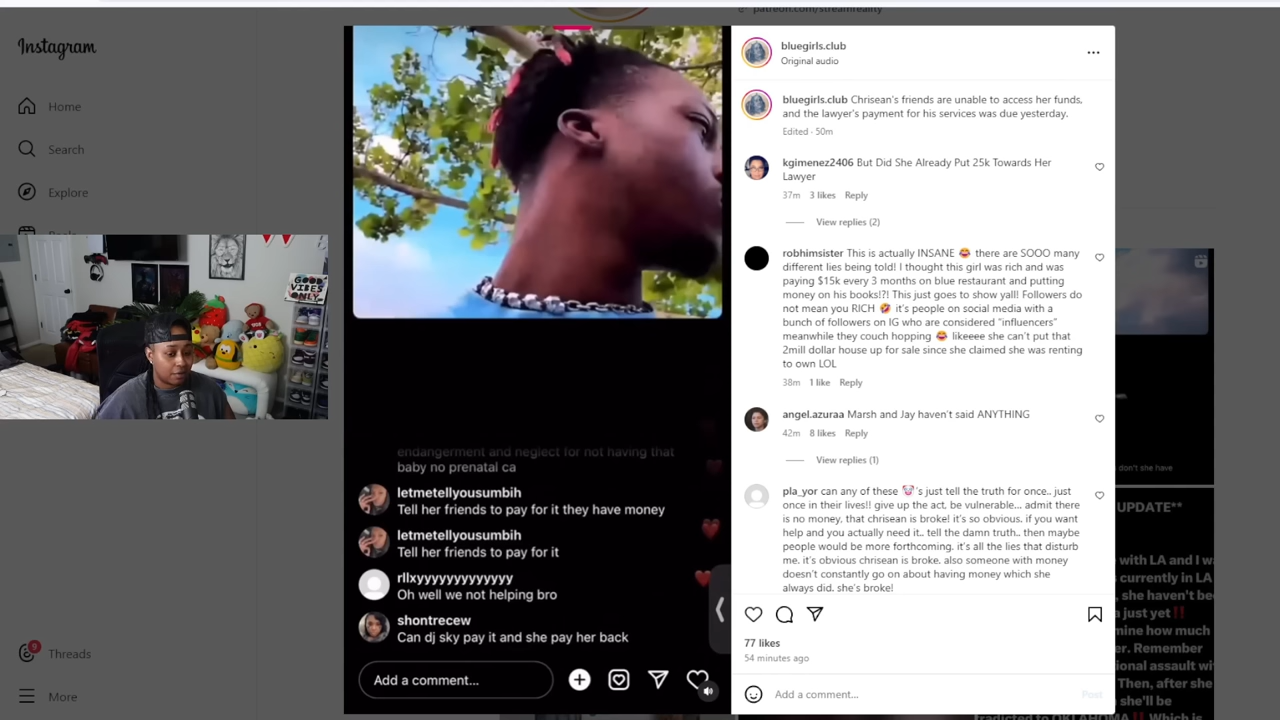 patreon.com/streamreality
Instagram
Home
Search
Explore
GOOD
VIBES
ONLY
9
Threads
More
endangerment and neglect for not having that
baby no prenatal ca
letmetellyousumbih
Tell her friends to pay for it they have money
letmetellyousumbih
Tell her friends to pay for it
rllxyyyyyyyyyyyyy
Oh well we not helping bro
shontrecew
Can dj sky pay it and she pay her back
Add a comment...
bluegirls.club
Original audio
bluegirls.club Chrisean's friends are unable to access her funds,
and the lawyer's payment for his services was due yesterday.
Edited · 50m
kgimenez2406 But Did She Already Put 25k Towards Her
Lawyer
37m 3 likes Reply
View replies (2)
robhimsister This is actually INSANE 😂 there are SOOO many
different lies being told! I thought this girl was rich and was
paying $15k every 3 months on blue restaurant and putting
money on his books!?! This just goes to show yall! Followers do
not mean you RICH 🤣 it's people on social media with a
bunch of followers on IG who are considered "influencers"
meanwhile they couch hopping 😂 likeeee she can't put that
2mill dollar house up for sale since she claimed she was renting
to own LOL
38m 1 like Reply
angel.azuraa Marsh and Jay haven't said ANYTHING
42m 8 likes Reply
View replies (1)
pla_yor can any of these 🤡's just tell the truth for once.. just
once in their lives!! give up the act, be vulnerable... admit there
is no money, that chrisean is broke! it's so obvious. if you want
help and you actually need it.. tell the damn truth.. then maybe
people would be more forthcoming. it's all the lies that disturb
me. it's obvious chrisean is broke. also someone with money
doesn't constantly go on about having money which she
always did. she's broke!
77 likes
54 minutes ago
Add a comment...
Post
don't she have
UPDATE**
with LA and I wa
currently in LA
she haven't be
a just yet‼️
mine how much
er. Remember
ional assault wi
Then, after she
she'll be
tradicted to OKLAHOMA‼️ Which is